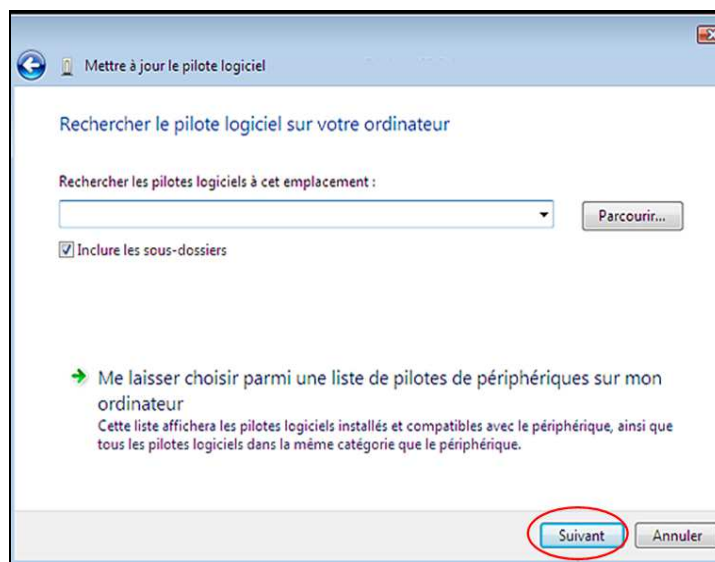 Mettre à jour le pilote logiciel
Rechercher le pilote logiciel sur votre ordinateur
Rechercher les pilotes logiciels à cet emplacement :
Parcourir...
Inclure les sous-dossiers
Me laisser choisir parmi une liste de pilotes de périphériques sur mon
ordinateur
Cette liste affichera les pilotes logiciels installés et compatibles avec le périphérique, ainsi que
tous les pilotes logiciels dans la même catégorie que le périphérique.
Suivant
Annuler